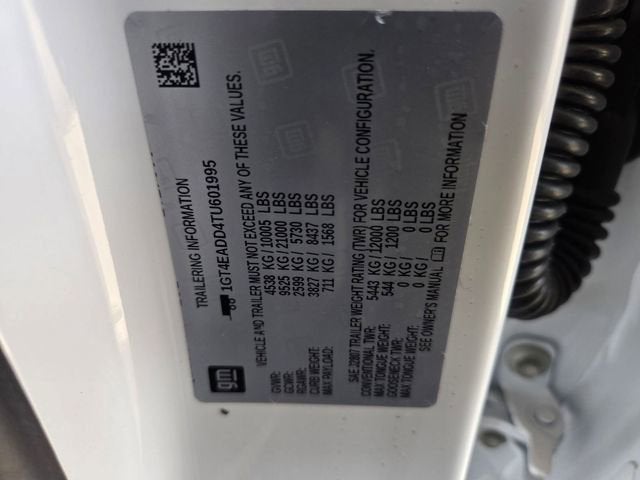 gm
TRAILERING INFORMATION
1GT4EADD4TU601995
VEHICLE AND TRAILER MUST NOT EXCEED ANY OF THESE VALUES.
GVWR: 4538 KG / 10005 LBS
GCWR: 9525 KG / 21000 LBS
RGAWR: 2599 KG / 5730 LBS
CURB WEIGHT: 3827 KG / 8437 LBS
MAX PAYLOAD: 711 KG / 1568 LBS
SAE J2807 TRAILER WEIGHT RATING (TWR) FOR VEHICLE CONFIGURATION.
CONVENTIONAL TWR: 5443 KG / 12000 LBS
MAX TONGUE WEIGHT: 544 KG / 1200 LBS
GOOSENECK TWR: 0 KG / 0 LBS
MAX TONGUE WEIGHT: 0 KG / 0 LBS
SEE OWNER'S MANUAL FOR MORE INFORMATION